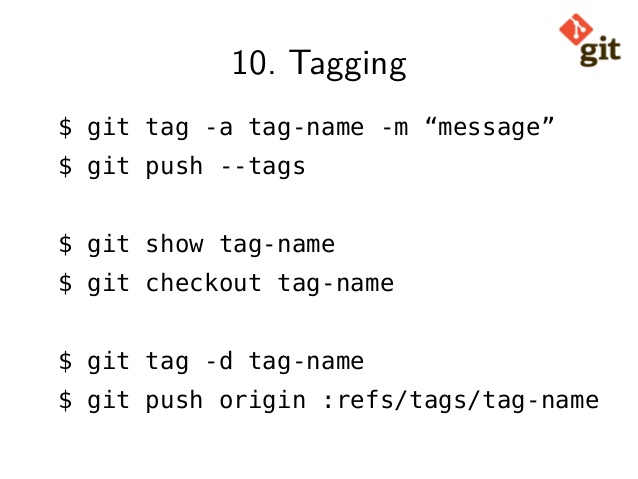 git
10. Tagging
$ git tag -a tag-name -m “message”
$ git push --tags
$ git show tag-name
$ git checkout tag-name
$ git tag -d tag-name
$ git push origin :refs/tags/tag-name